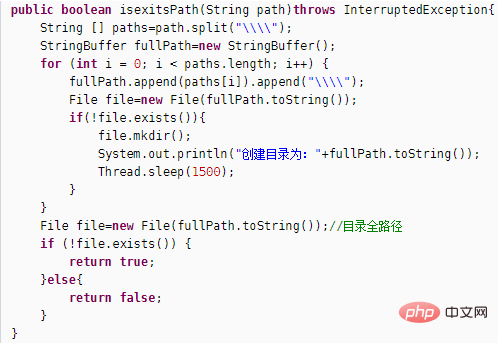 public boolean isexitsPath(String path)throws InterruptedException{
    String [] paths=path.split("\\\\");
    StringBuffer fullPath=new StringBuffer();
    for (int i = 0; i < paths.length; i++) {
        fullPath.append(paths[i]).append("\\\\");
        File file=new File(fullPath.toString());
        if(!file.exists()){
            file.mkdir();
            System.out.println("创建目录为: "+fullPath.toString());
            Thread.sleep(1500);
        }
    }
    File file=new File(fullPath.toString());//目录全路径
    if (!file.exists()) {
        return true;
    }else{
        return false;
    }
}
php 中文网